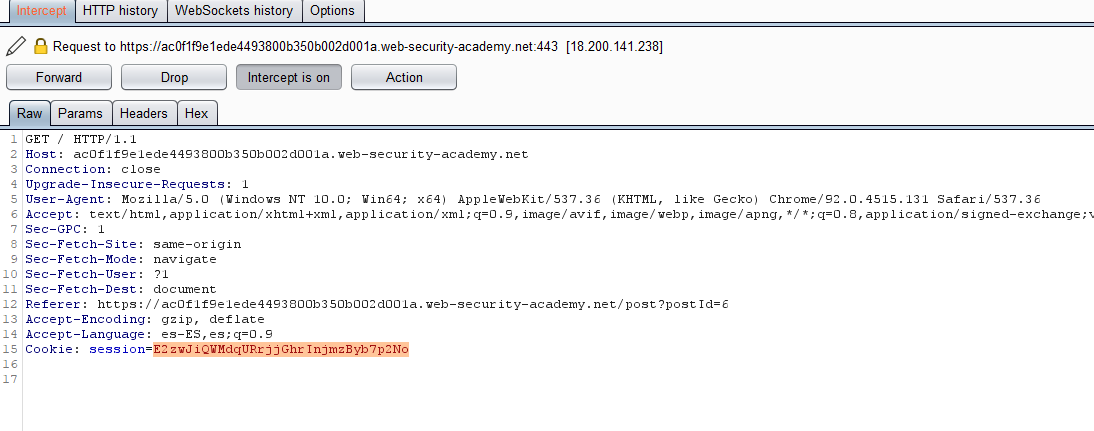 Intercept HTTP history WebSockets history Options
Request to https://ac0f1f9e1ede4493800b350b002d001a.web-security-academy.net:443 [18.200.141.238]
Forward Drop Intercept is on Action
Raw Params Headers Hex
1 GET / HTTP/1.1
2 Host: ac0f1f9e1ede4493800b350b002d001a.web-security-academy.net
3 Connection: close
4 Upgrade-Insecure-Requests: 1
5 User-Agent: Mozilla/5.0 (Windows NT 10.0; Win64; x64) AppleWebKit/537.36 (KHTML, like Gecko) Chrome/92.0.4515.131 Safari/537.36
6 Accept: text/html,application/xhtml+xml,application/xml;q=0.9,image/avif,image/webp,image/apng,*/*;q=0.8,application/signed-exchange;v
7 Sec-GPC: 1
8 Sec-Fetch-Site: same-origin
9 Sec-Fetch-Mode: navigate
10 Sec-Fetch-User: ?1
11 Sec-Fetch-Dest: document
12 Referer: https://ac0f1f9e1ede4493800b350b002d001a.web-security-academy.net/post?postId=6
13 Accept-Encoding: gzip, deflate
14 Accept-Language: es-ES,es;q=0.9
15 Cookie: session=E2zwJiQWMdqURrjjGhrInjmzByb7p2No
16
17